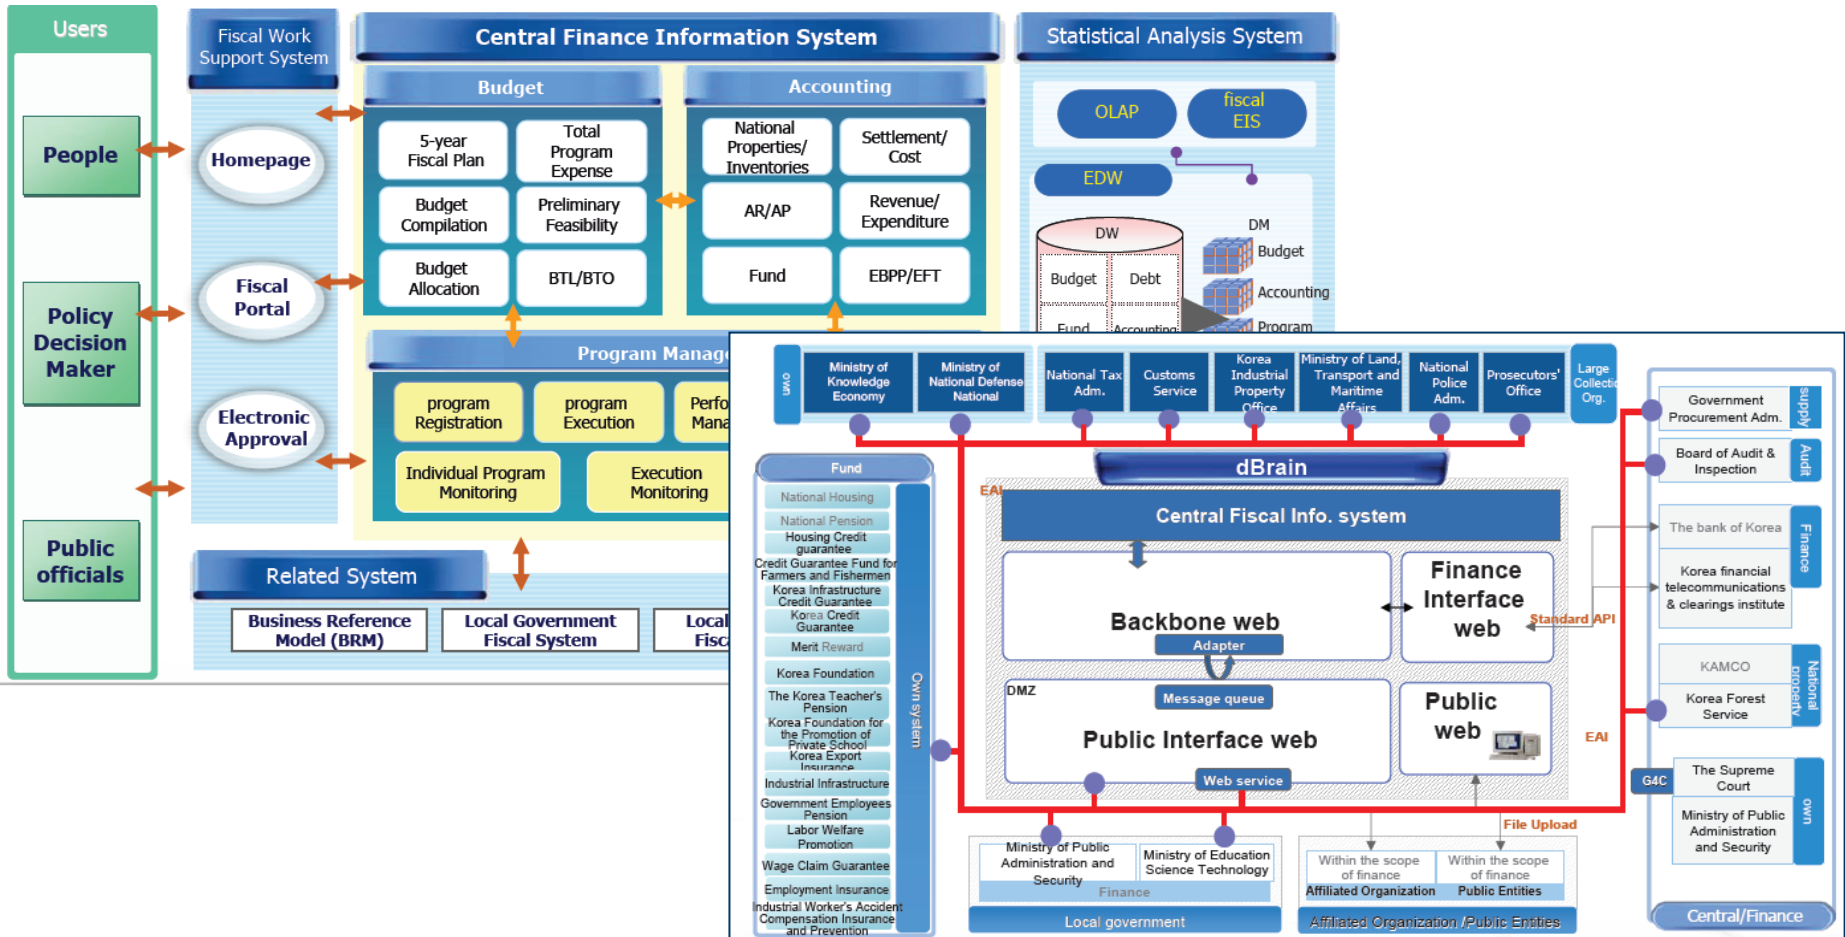 Users
People
Policy
Decision
Maker
Public
officials
Fiscal Work
Support System
Homepage
Fiscal
Portal
Electronic
Approval
Central Finance Information System
Budget
5-year
Fiscal Plan
Total
Program
Expense
Budget
Compilation
Preliminary
Feasibility
Budget
Allocation
BTL/BTO
Accounting
National
Properties/
Inventories
Settlement/
Cost
AR/AP
Revenue/
Expenditure
Fund
EBPP/EFT
Program Manag
program
Registration
program
Execution
Perfo
Mana
Individual Program
Monitoring
Execution
Monitoring
Related System
Business Reference
Model (BRM)
Local Government
Fiscal System
Local
Fisca
Statistical Analysis System
OLAP
fiscal
EIS
EDW
DW
Budget
Debt
Fund
Accounting
DM
Budget
Accounting
Program
own
Ministry of
Knowledge
Economy
Ministry of
National Defense
National
National Tax
Adm.
Customs
Service
Korea
Industrial
Property
Office
Ministry of Land,
Transport and
Maritime
Affairs
National
Police
Adm.
Prosecutors'
Office
Large
Collectic
Org.
Fund
National Housing
National Pension
Housing Credit
guarantee
Credit Guarantee Fund for
Farmers and Fishermen
Korea Infrastructure
Credit Guarantee
Korea Credit
Guarantee
Merit Reward
Korea Foundation
The Korea Teacher's
Pension
Korea Foundation for
the Promotion of
Private School
Korea Export
Insurance
Industrial Infrastructure
Government Employees
Pension
Labor Welfare
Promotion
Wage Claim Guarantee
Employment Insurance
Industrial Worker's Accident
Compensation Insurance
and Prevention
Own system
dBrain
EAI
Central Fiscal Info. system
Backbone web
Adapter
Finance
Interface
web
Standard API
DMZ
Message queue
Public Interface web
Web service
Public
web
EAI
File Upload
Ministry of Public
Administration and
Security
Ministry of Education
Science Technology
Finance
Local government
Within the scope
of finance
Affiliated Organization
Within the scope
of finance
Public Entities
Affiliated Organization /Public Entities
Government
Procurement Adm.
supply
Board of Audit &
Inspection
Audit
The bank of Korea
Korea financial
telecommunications
& clearings institute
Finance
KAMCO
Korea Forest
Service
National
property
G4C
The Supreme
Court
Ministry of Public
Administration
and Security
own
Central/Finance